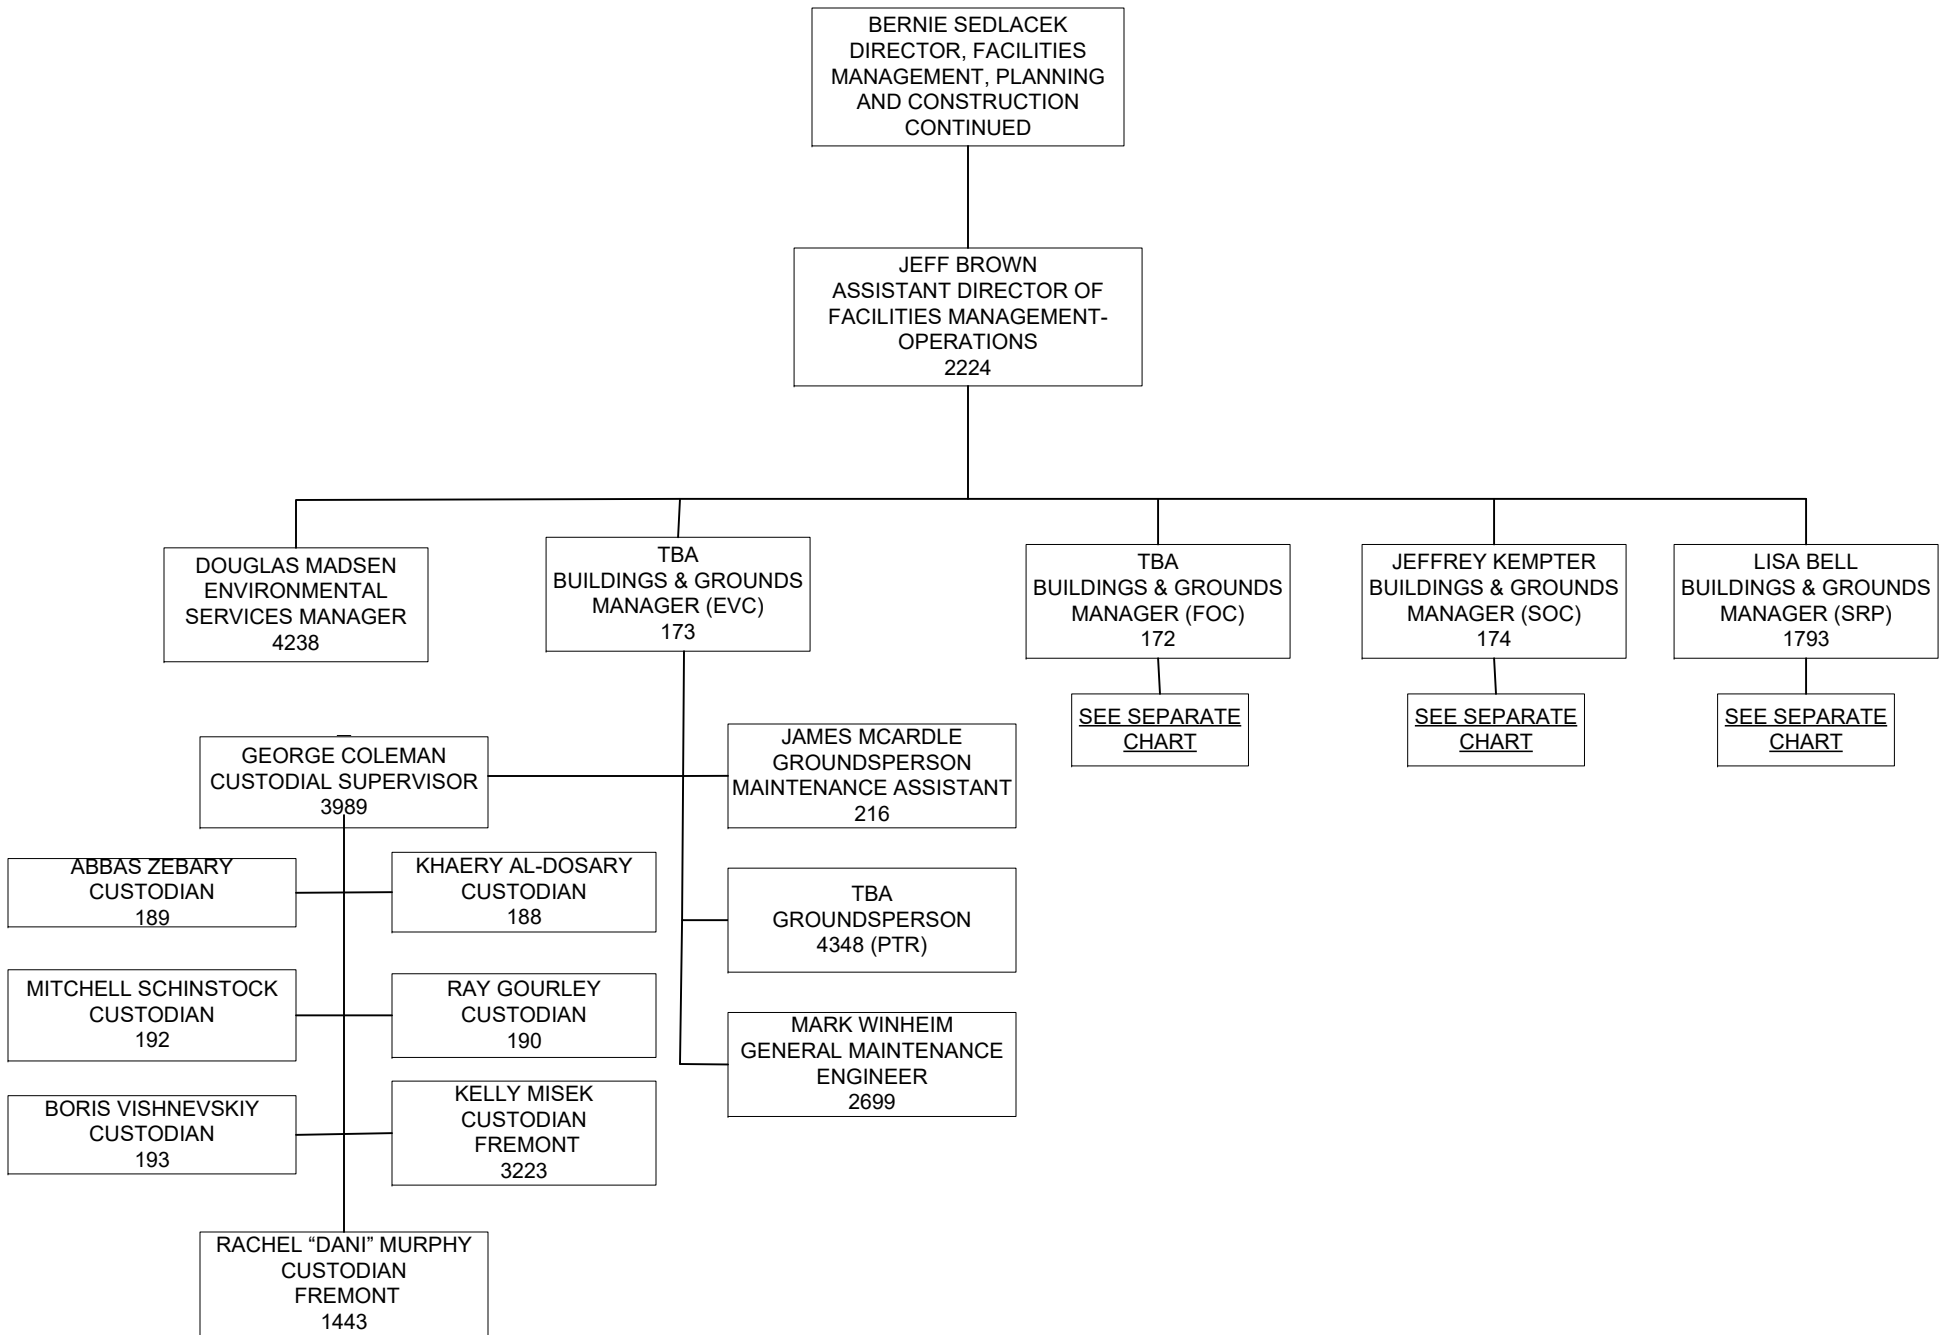 BERNIE SEDLACEK
DIRECTOR, FACILITIES
MANAGEMENT, PLANNING
AND CONSTRUCTION
CONTINUED
JEFF BROWN
ASSISTANT DIRECTOR OF
FACILITIES MANAGEMENT-
OPERATIONS
2224
DOUGLAS MADSEN
ENVIRONMENTAL
SERVICES MANAGER
4238
TBA
BUILDINGS & GROUNDS
MANAGER (EVC)
173
TBA
BUILDINGS & GROUNDS
MANAGER (FOC)
172
JEFFREY KEMPTER
BUILDINGS & GROUNDS
MANAGER (SOC)
174
LISA BELL
BUILDINGS & GROUNDS
MANAGER (SRP)
1793
SEE SEPARATE
CHART
SEE SEPARATE
CHART
SEE SEPARATE
CHART
GEORGE COLEMAN
CUSTODIAL SUPERVISOR
3989
JAMES MCARDLE
GROUNDSPERSON
MAINTENANCE ASSISTANT
216
ABBAS ZEBARY
CUSTODIAN
189
KHAERY AL-DOSARY
CUSTODIAN
188
TBA
GROUNDSPERSON
4348 (PTR)
MITCHELL SCHINSTOCK
CUSTODIAN
192
RAY GOURLEY
CUSTODIAN
190
MARK WINHEIM
GENERAL MAINTENANCE
ENGINEER
2699
BORIS VISHNEVSKIY
CUSTODIAN
193
KELLY MISEK
CUSTODIAN
FREMONT
3223
RACHEL “DANI” MURPHY
CUSTODIAN
FREMONT
1443